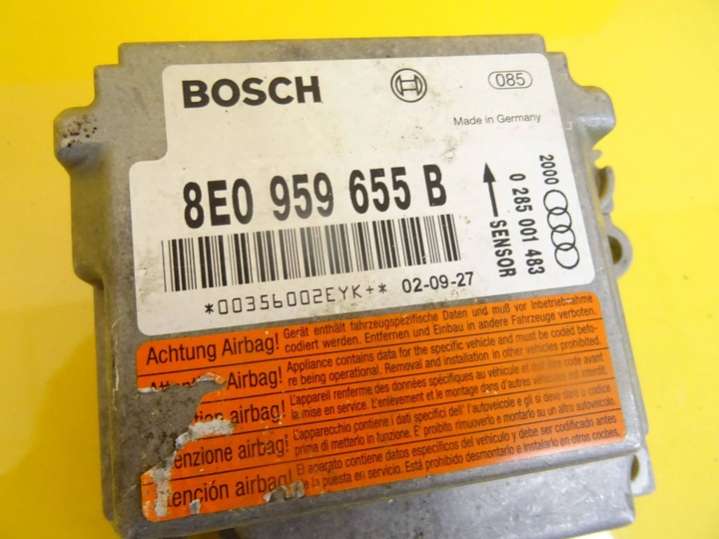 BOSCH
085
Made in Germany
8E0 959 655 B
2000
0 285 001 483
SENSOR
*00356002EYK+* 02-09-27
Achtung Airbag! Gerät enthält fahrzeugspezifische Daten und muß vor Inbetriebnahme
codiert werden. Entfernen und Einbau in andere Fahrzeuge verboten.
Airbag! Appliance contains data for the specific vehicle and must be coded befo-
re being operational. Removal and installation in other vehicles prohibited.
airbag! L'appareil renferme des données spécifiques au véhicule et doit être codé avant
la mise en service. L'enlèvement et le montage dans d'autres véhicules est interdit.
enzione airbag! L'apparecchio contiene i dati specifici dell' l'autoveicolo e gli si deve dare il codice
prima di metterlo in funzione. E' proibito rimuoverlo e montarlo su un altro autoveicolo.
tención airbag! El aparato contiene datos específicos del vehículo y debe ser codificado antes
de la puesta en servicio. Está prohibido desmontarlo e instalarlo en otros coches.